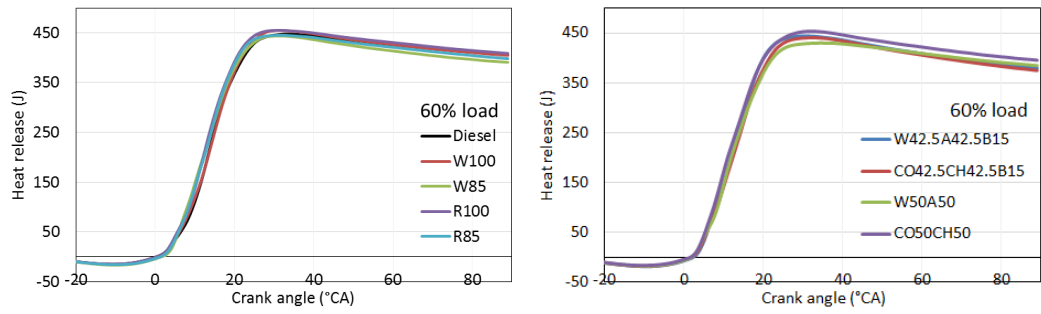 450
350
250
150
50
-50
Heat release (J)
-20
0
20
40
60
80
Crank angle (°CA)
60% load
Diesel
W100
W85
R100
R85
450
350
250
150
50
-50
Heat release (J)
-20
0
20
40
60
80
Crank angle (°CA)
60% load
W42.5A42.5B15
CO42.5CH42.5B15
W50A50
CO50CH50